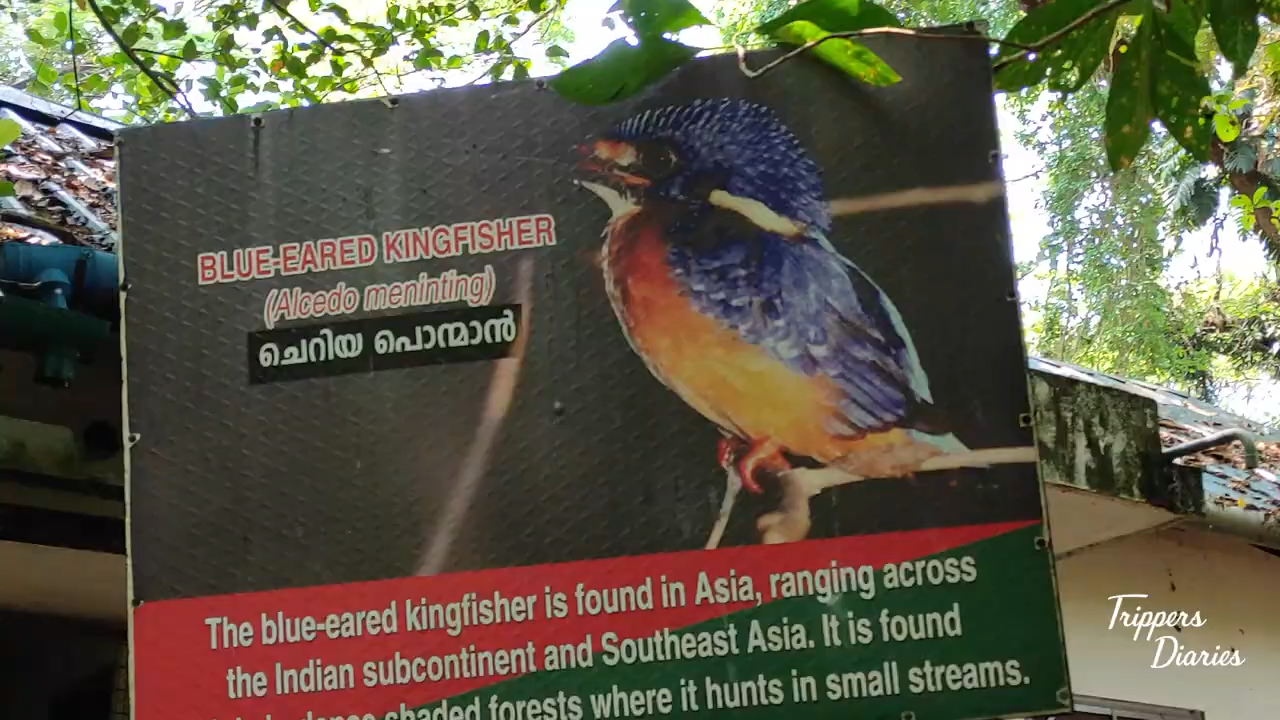 BLUE-EARED KINGFISHER
(Alcedo meninting)
ചെറിയ പൊന്മാൻ
The blue-eared kingfisher is found in Asia, ranging across
the Indian subcontinent and Southeast Asia. It is found
shaded forests where it hunts in small streams.
Trippers
Diaries